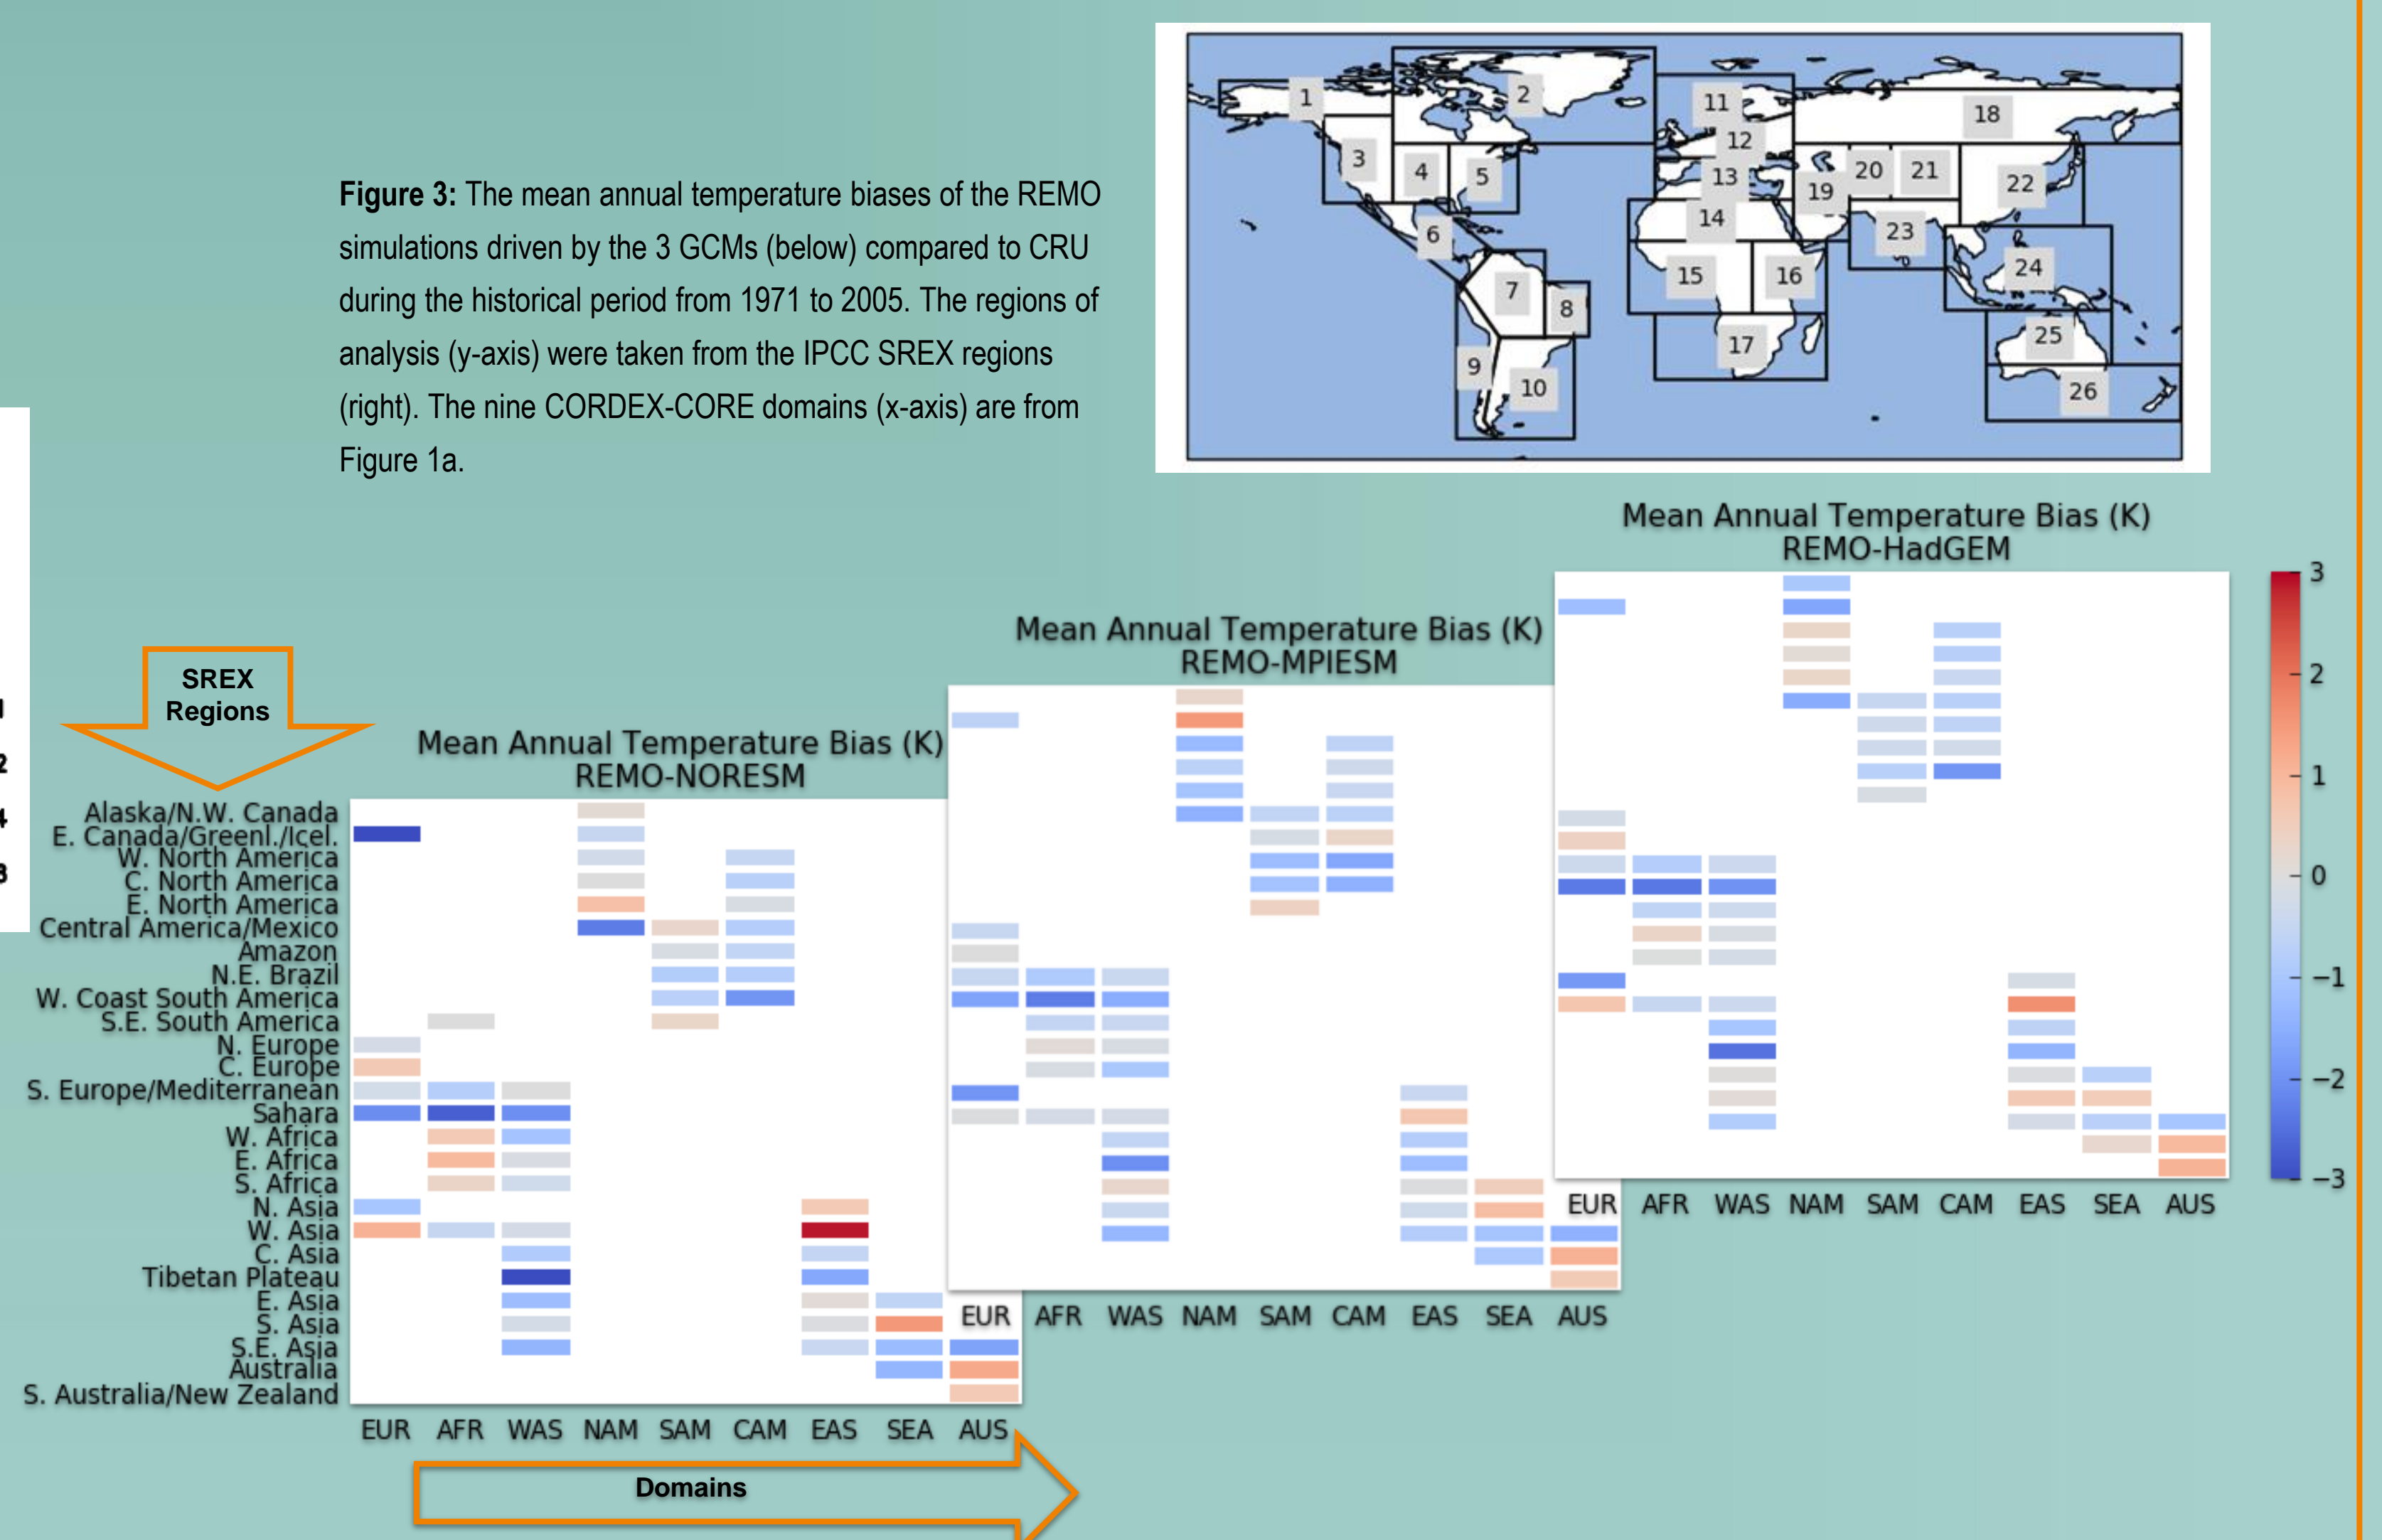 Figure 3: The mean annual temperature biases of the REMO
simulations driven by the 3 GCMs (below) compared to CRU
during the historical period from 1971 to 2005. The regions of
analysis (y-axis) were taken from the IPCC SREX regions
(right). The nine CORDEX-CORE domains (x-axis) are from
Figure 1a.
1
2
3
4
5
6
7
8
9
10
11
12
13
14
15
16
17
18
19
20
21
22
23
24
25
26
SREX
Regions
Mean Annual Temperature Bias (K)
REMO-NORESM
Alaska/N.W. Canada
E. Canada/Greenl./Icel.
W. North America
C. North America
E. North America
Central America/Mexico
Amazon
N.E. Brazil
W. Coast South America
S.E. South America
N. Europe
C. Europe
S. Europe/Mediterranean
Sahara
W. Africa
E. Africa
S. Africa
N. Asia
W. Asia
C. Asia
Tibetan Plateau
E. Asia
S. Asia
S.E. Asia
Australia
S. Australia/New Zealand
EUR AFR WAS NAM SAM CAM EAS SEA AUS
Domains
Mean Annual Temperature Bias (K)
REMO-MPIESM
EUR AFR WAS NAM SAM CAM EAS SEA AUS
Mean Annual Temperature Bias (K)
REMO-HadGEM
EUR AFR WAS NAM SAM CAM EAS SEA AUS
3
2
1
0
−1
−2
−3